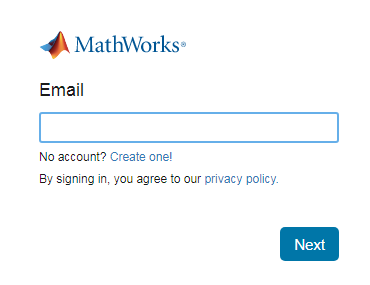 MathWorks®
Email
No account? Create one!
By signing in, you agree to our privacy policy.
Next